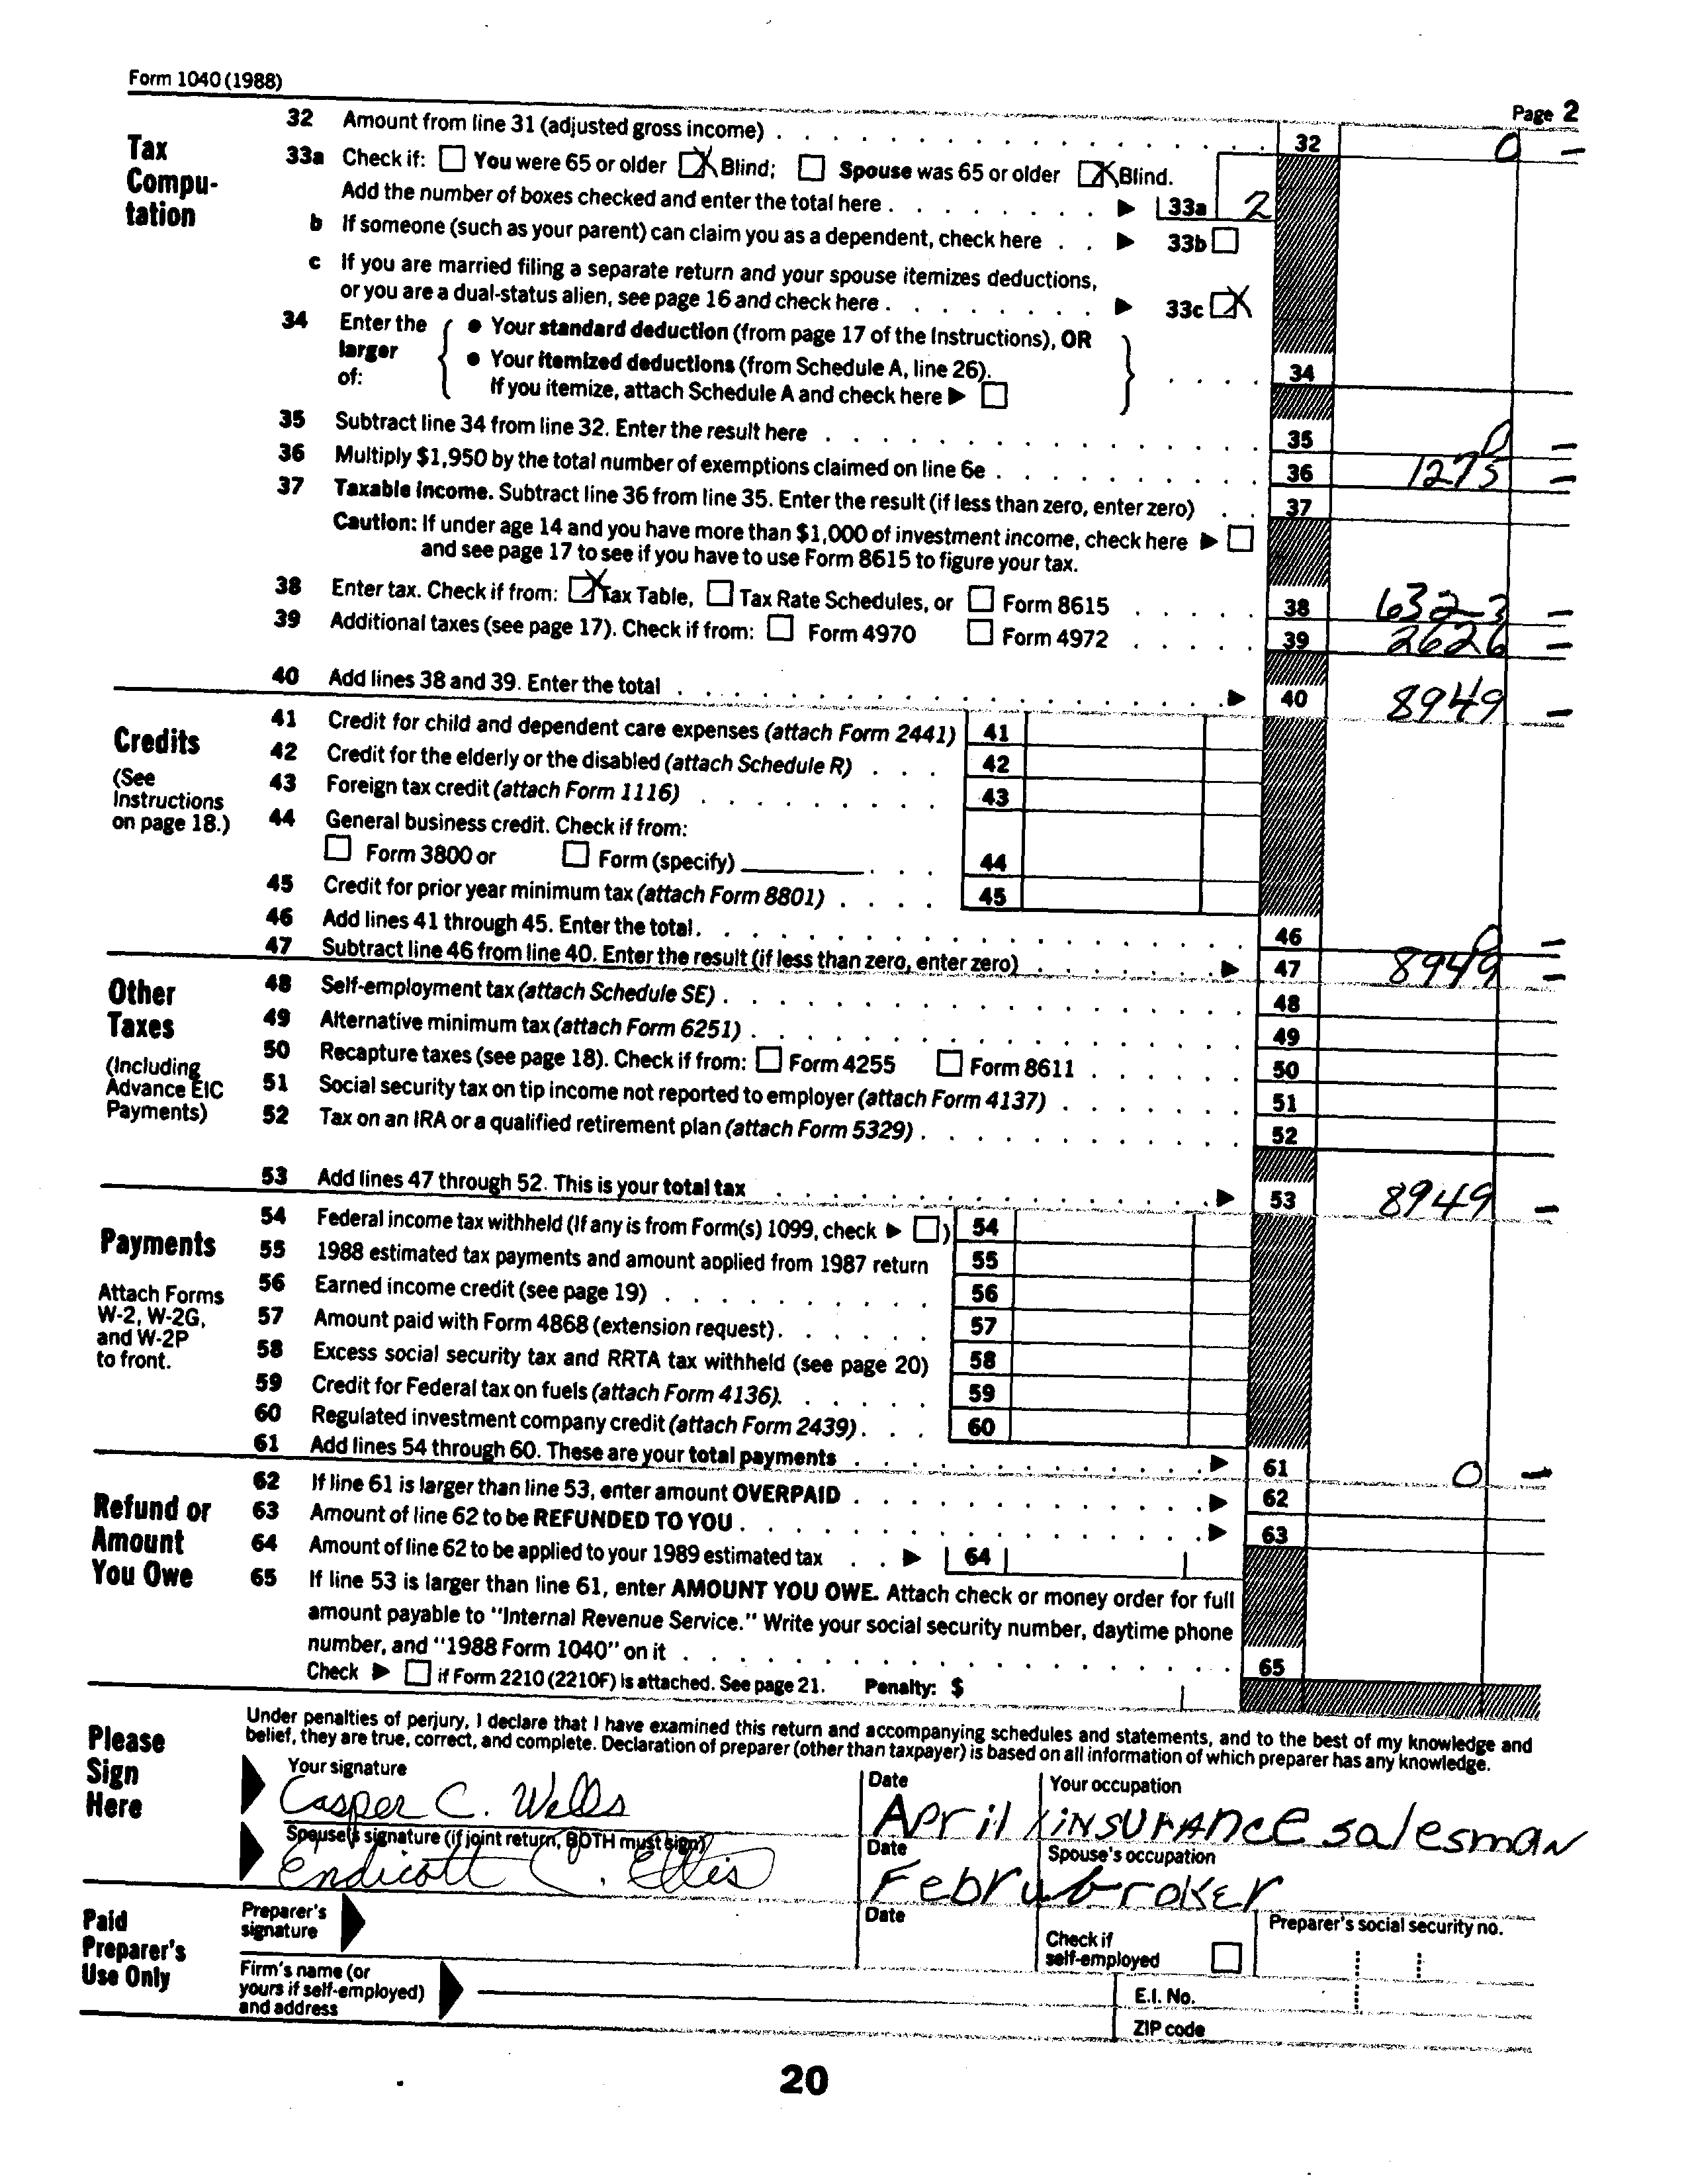 Form 1040 (1988)
Page 2
Tax Compu-tation
32 Amount from line 31 (adjusted gross income) . . . 32 0 –
33a Check if: You were 65 or older X Blind; Spouse was 65 or older X Blind.
Add the number of boxes checked and enter the total here . . . 33a 2
b If someone (such as your parent) can claim you as a dependent, check here . . 33b
c If you are married filing a separate return and your spouse itemizes deductions,
or you are a dual-status alien, see page 16 and check here . . . 33c X
34 Enter the larger of:
• Your standard deduction (from page 17 of the Instructions), OR
• Your itemized deductions (from Schedule A, line 26).
If you itemize, attach Schedule A and check here
34
35 Subtract line 34 from line 32. Enter the result here . . . 35 0 –
36 Multiply $1,950 by the total number of exemptions claimed on line 6e . . . 36 1275 –
37 Taxable income. Subtract line 36 from line 35. Enter the result (if less than zero, enter zero) . . 37
Caution: If under age 14 and you have more than $1,000 of investment income, check here
and see page 17 to see if you have to use Form 8615 to figure your tax.
38 Enter tax. Check if from: X Tax Table, Tax Rate Schedules, or Form 8615 . . . 38 6323 –
39 Additional taxes (see page 17). Check if from: Form 4970 Form 4972 . . . 39 2626 –
40 Add lines 38 and 39. Enter the total . . . 40 8949 –
Credits
(See Instructions on page 18.)
41 Credit for child and dependent care expenses (attach Form 2441) 41
42 Credit for the elderly or the disabled (attach Schedule R) . . . 42
43 Foreign tax credit (attach Form 1116) . . . 43
44 General business credit. Check if from:
Form 3800 or Form (specify) . . . 44
45 Credit for prior year minimum tax (attach Form 8801) . . . . 45
46 Add lines 41 through 45. Enter the total . . . 46 0 –
47 Subtract line 46 from line 40. Enter the result (if less than zero, enter zero) . . . 47 8949 –
Other Taxes
(Including Advance EIC Payments)
48 Self-employment tax (attach Schedule SE) . . . 48
49 Alternative minimum tax (attach Form 6251) . . . 49
50 Recapture taxes (see page 18). Check if from: Form 4255 Form 8611 . . . 50
51 Social security tax on tip income not reported to employer (attach Form 4137) . . . 51
52 Tax on an IRA or a qualified retirement plan (attach Form 5329) . . . 52
53 Add lines 47 through 52. This is your total tax . . . 53 8949 –
Payments
Attach Forms W-2, W-2G, and W-2P to front.
54 Federal income tax withheld (If any is from Form(s) 1099, check ) 54
55 1988 estimated tax payments and amount applied from 1987 return 55
56 Earned income credit (see page 19) . . . 56
57 Amount paid with Form 4868 (extension request) . . . 57
58 Excess social security tax and RRTA tax withheld (see page 20) 58
59 Credit for Federal tax on fuels (attach Form 4136). . . . 59
60 Regulated investment company credit (attach Form 2439) . . . 60
61 Add lines 54 through 60. These are your total payments . . . 61 0 –
Refund or Amount You Owe
62 If line 61 is larger than line 53, enter amount OVERPAID . . . 62
63 Amount of line 62 to be REFUNDED TO YOU . . . 63
64 Amount of line 62 to be applied to your 1989 estimated tax . . 64
65 If line 53 is larger than line 61, enter AMOUNT YOU OWE. Attach check or money order for full
amount payable to "Internal Revenue Service." Write your social security number, daytime phone
number, and "1988 Form 1040" on it . . . 65
Check if Form 2210 (2210F) is attached. See page 21. Penalty: $
Please Sign Here
Under penalties of perjury, I declare that I have examined this return and accompanying schedules and statements, and to the best of my knowledge and
belief, they are true, correct, and complete. Declaration of preparer (other than taxpayer) is based on all information of which preparer has any knowledge.
Your signature Date Your occupation
Casper C. Wells April insurance salesman
Spouse's signature (if joint return, BOTH must sign) Date Spouse's occupation
Endicott C. Ellis Febru broker
Paid Preparer's Use Only
Preparer's signature Date Check if self-employed Preparer's social security no.
Firm's name (or yours if self-employed) and address
E.I. No.
ZIP code
20